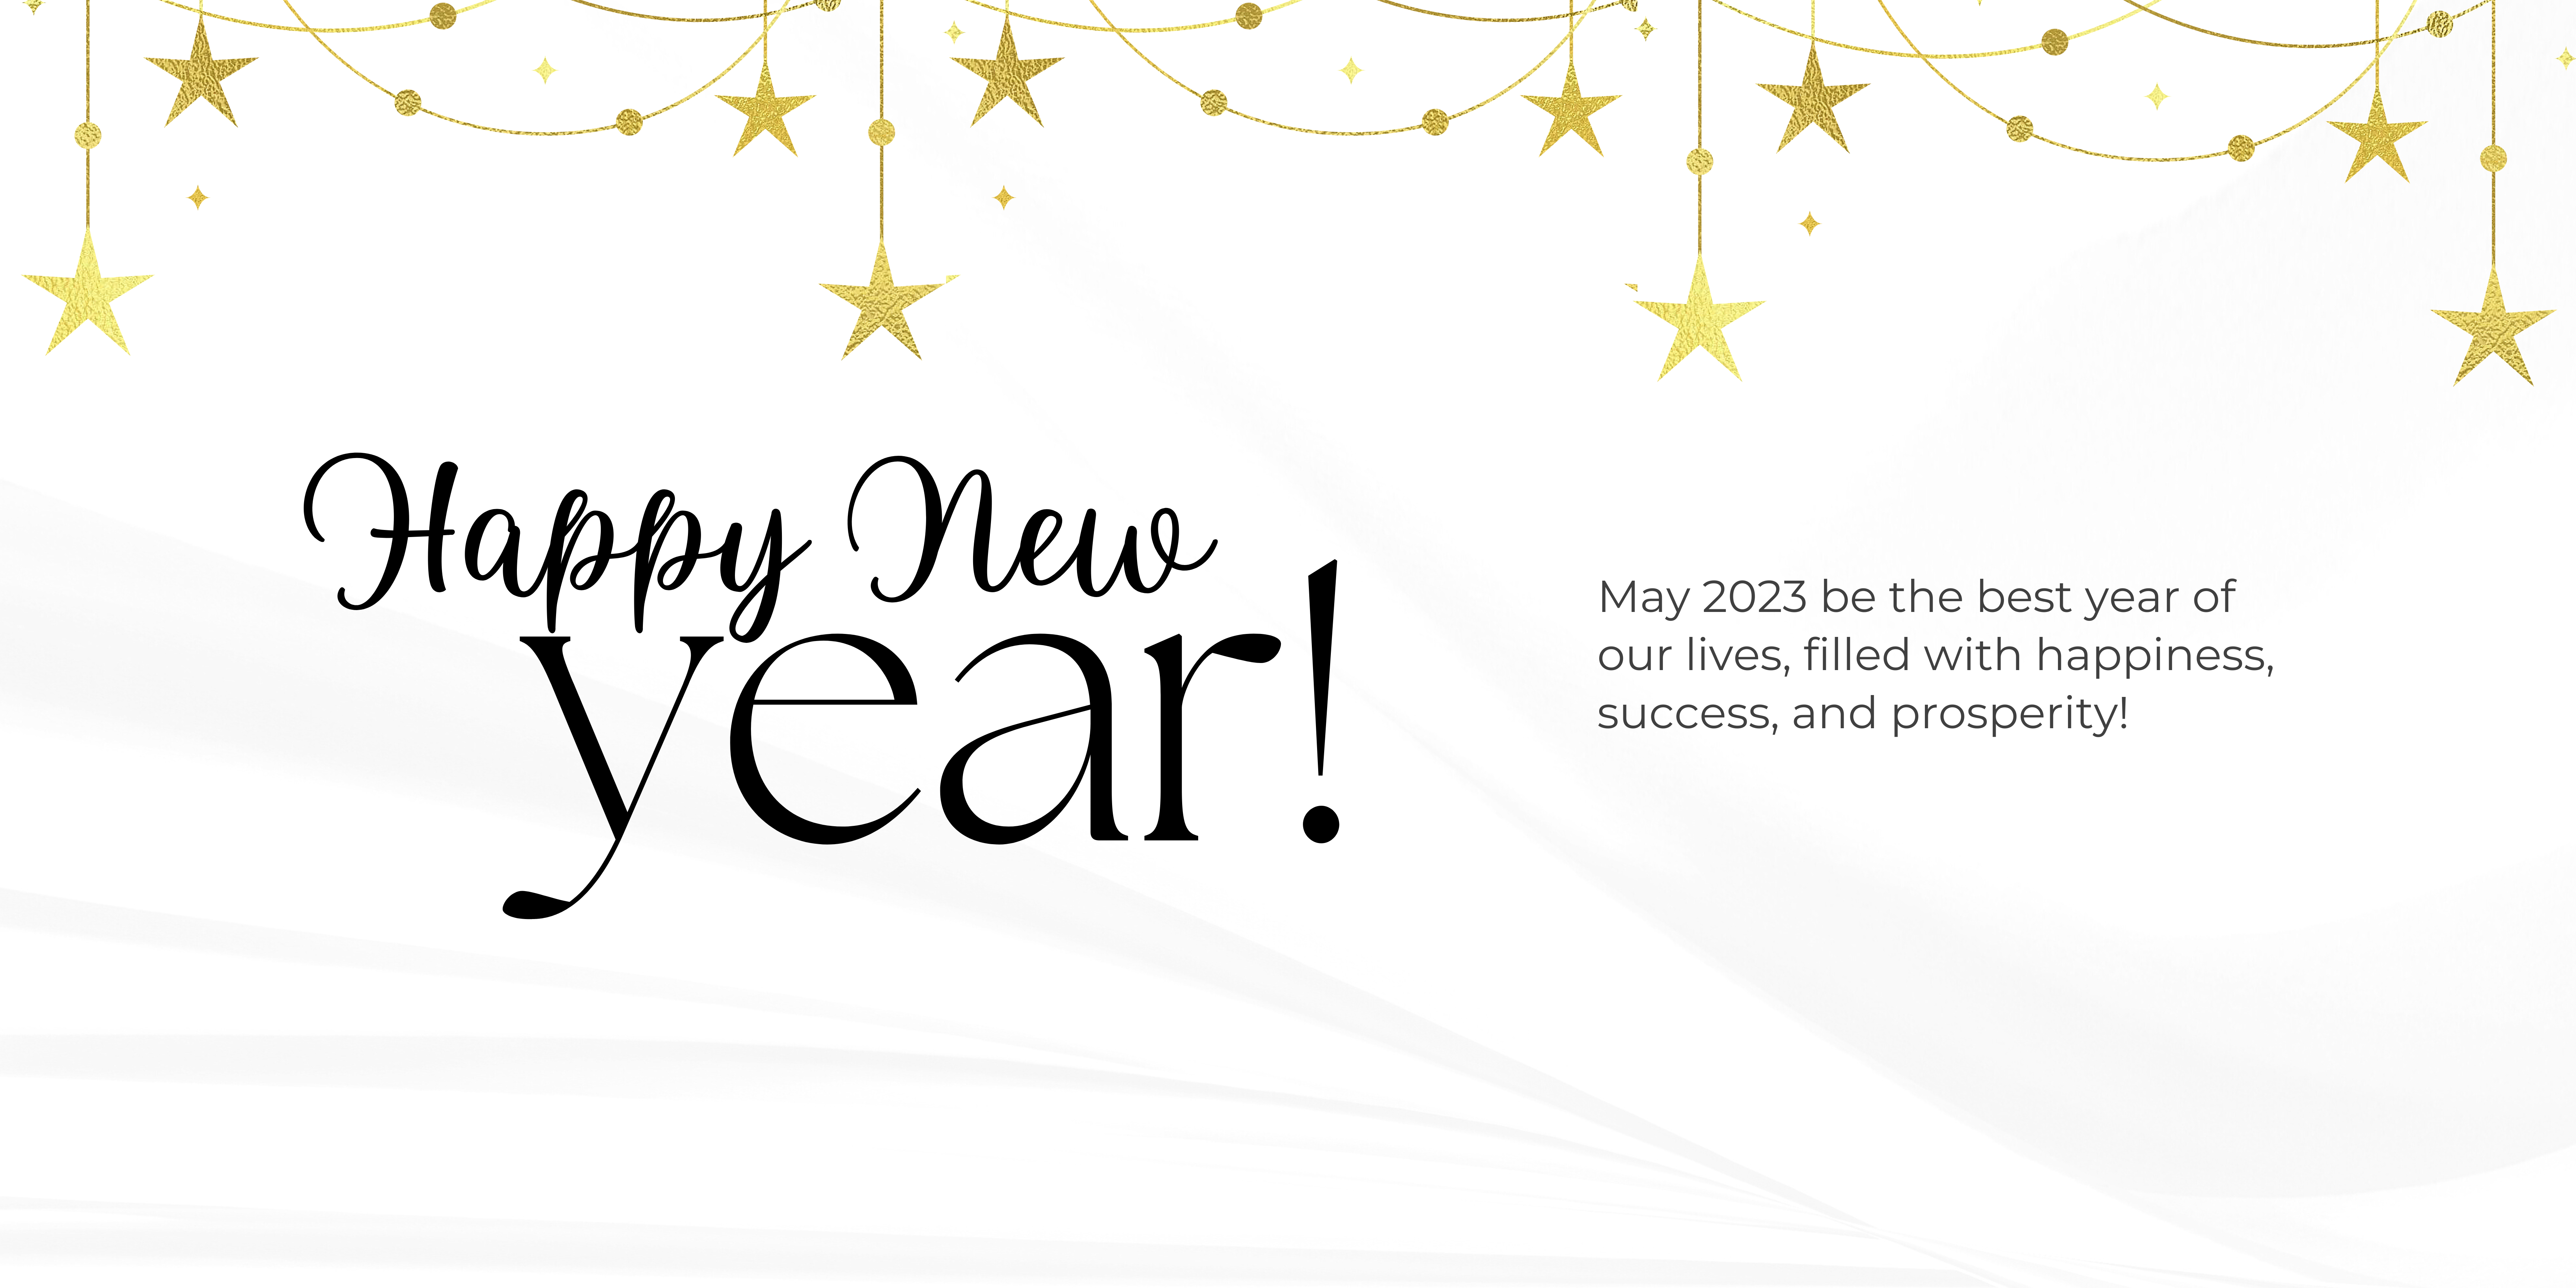 Happy New
year!
May 2023 be the best year of
our lives, filled with happiness,
success, and prosperity!